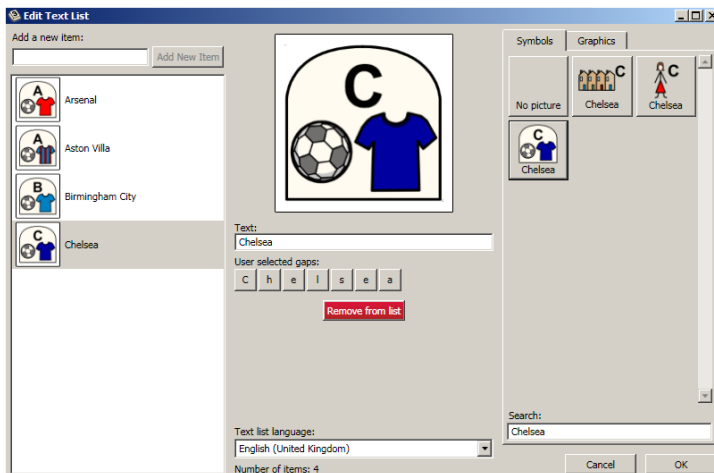 Edit Text List
Add a new item:
Add New Item
A
Arsenal
A
Aston Villa
B
Birmingham City
C
Chelsea
C
Text:
Chelsea
User selected gaps:
C h e l s e a
Remove from list
Text list language:
English (United Kingdom)
Number of items: 4
Symbols Graphics
No picture
C
Chelsea
C
Chelsea
C
Chelsea
Search:
Chelsea
Cancel OK